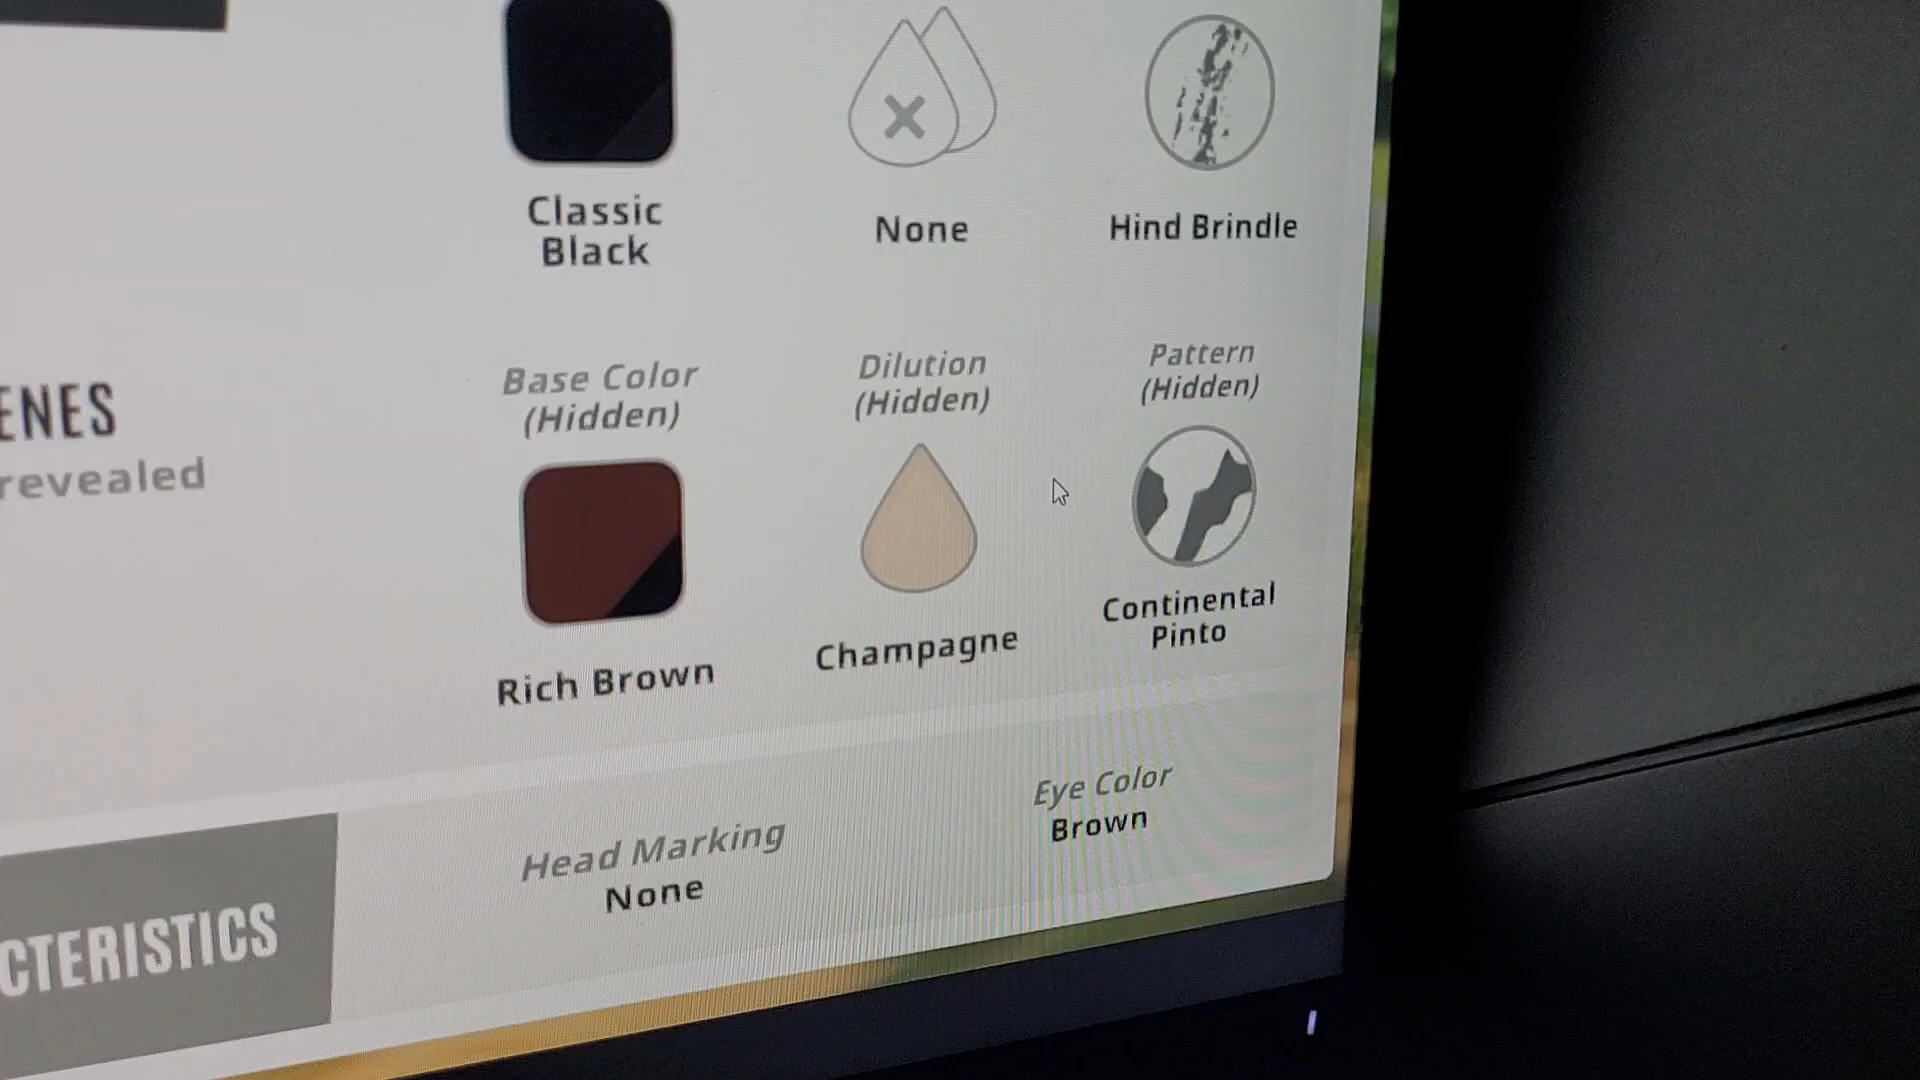 Classic
Black
None
Hind Brindle
ENES
revealed
Base Color
(Hidden)
Dilution
(Hidden)
Pattern
(Hidden)
Rich Brown
Champagne
Continental
Pinto
CTERISTICS
Head Marking
None
Eye Color
Brown